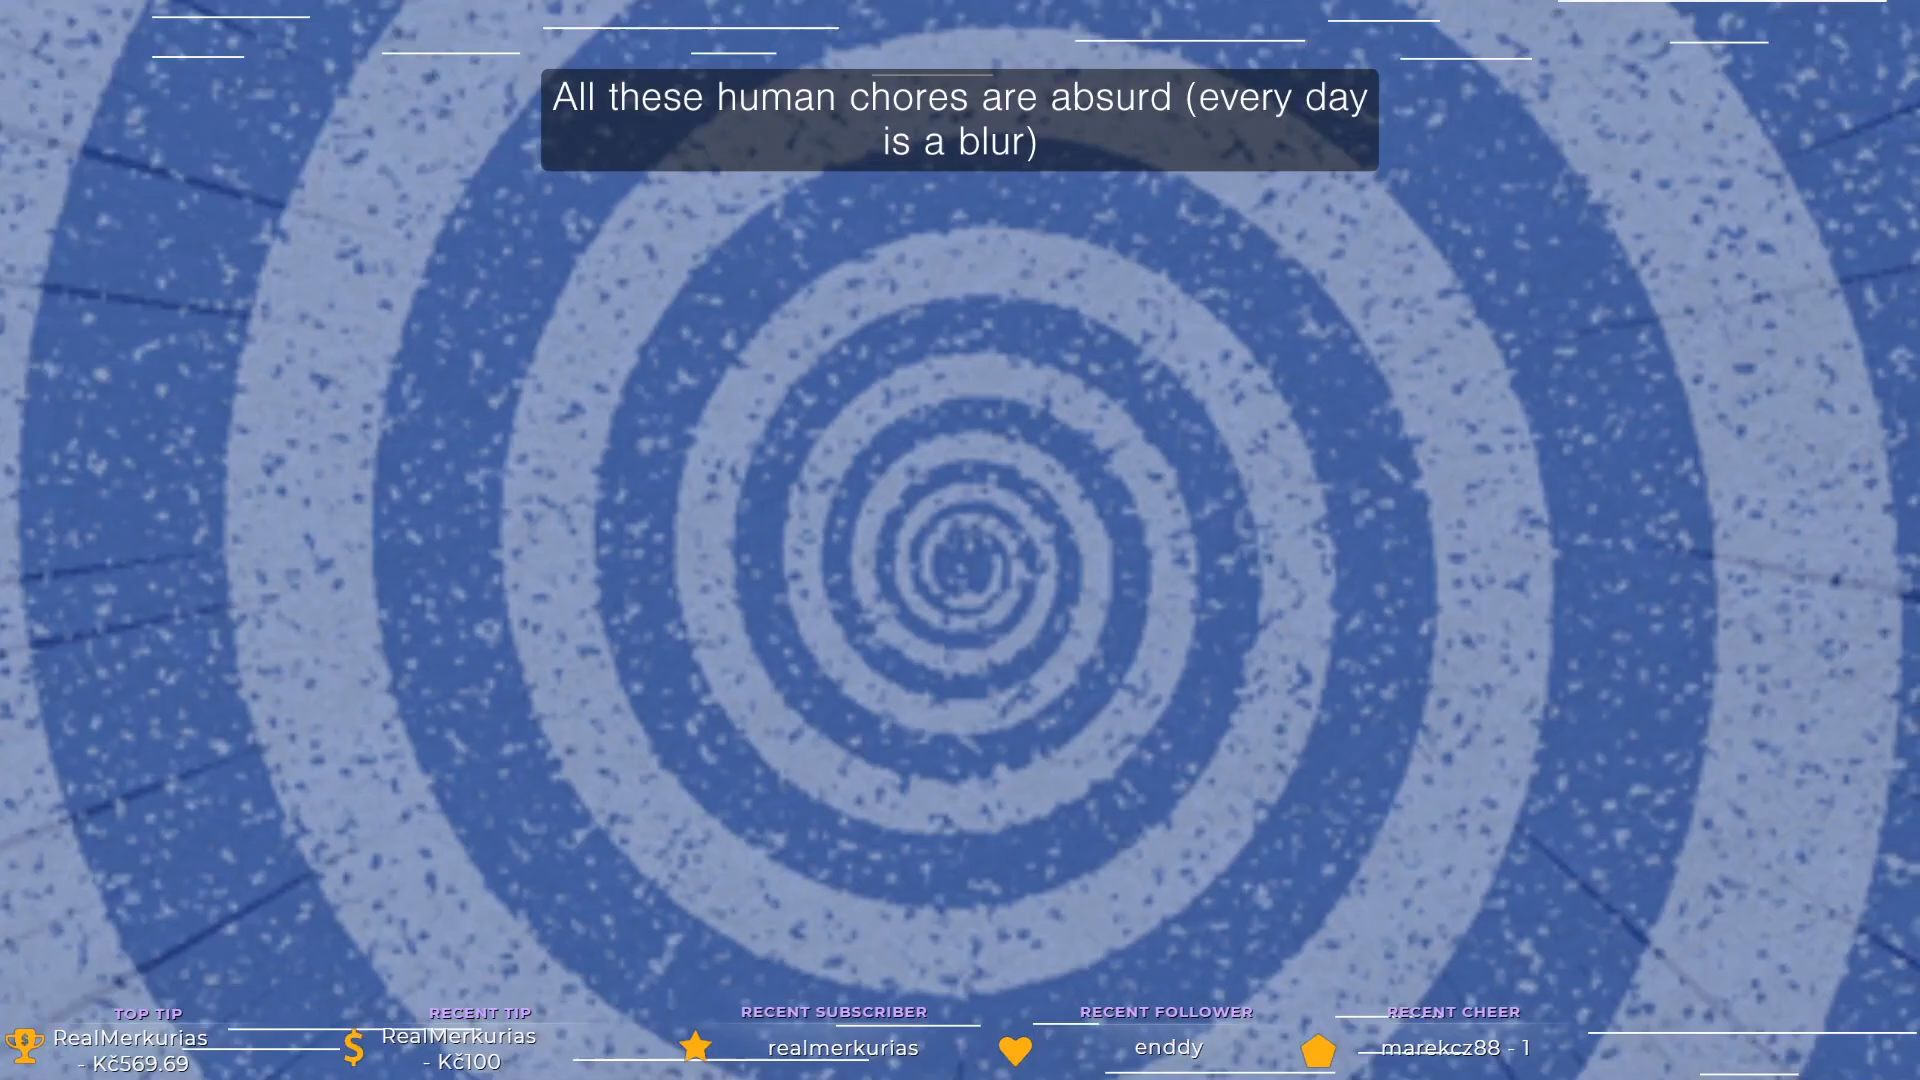 All these human chores are absurd (every day
is a blur)
TOP TIP
RealMerkurias
- Kč569.69
RECENT TIP
RealMerkurias
- Kč100
RECENT SUBSCRIBER
realmerkurias
RECENT FOLLOWER
enddy
RECENT CHEER
marekcz88 - 1